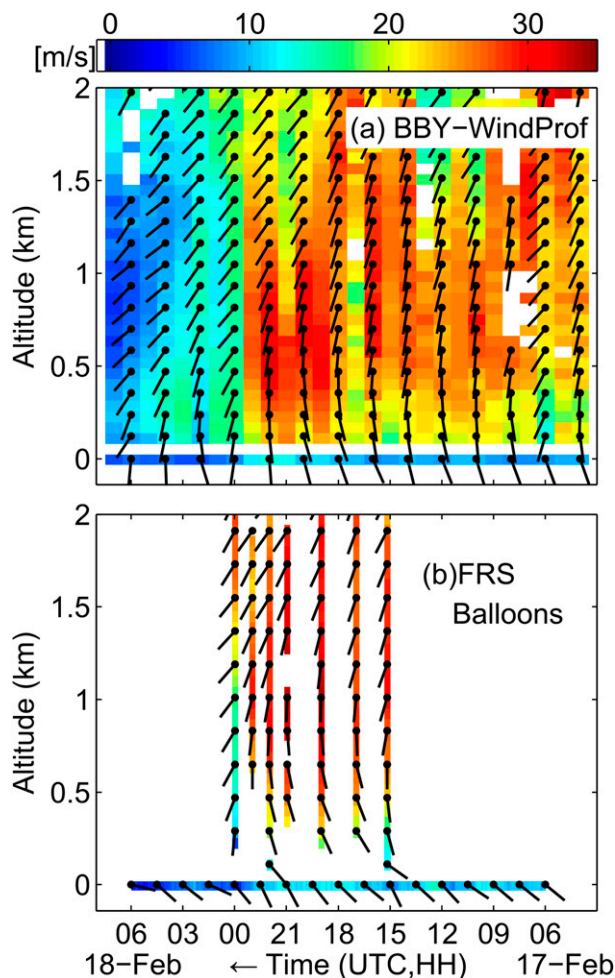 [m/s]
0 10 20 30
2
(a) BBY−WindProf
1.5
1
0.5
0
Altitude (km)
2
(b)FRS
Balloons
1.5
1
0.5
0
Altitude (km)
06 03 00 21 18 15 12 09 06
18−Feb ← Time (UTC,HH) 17−Feb